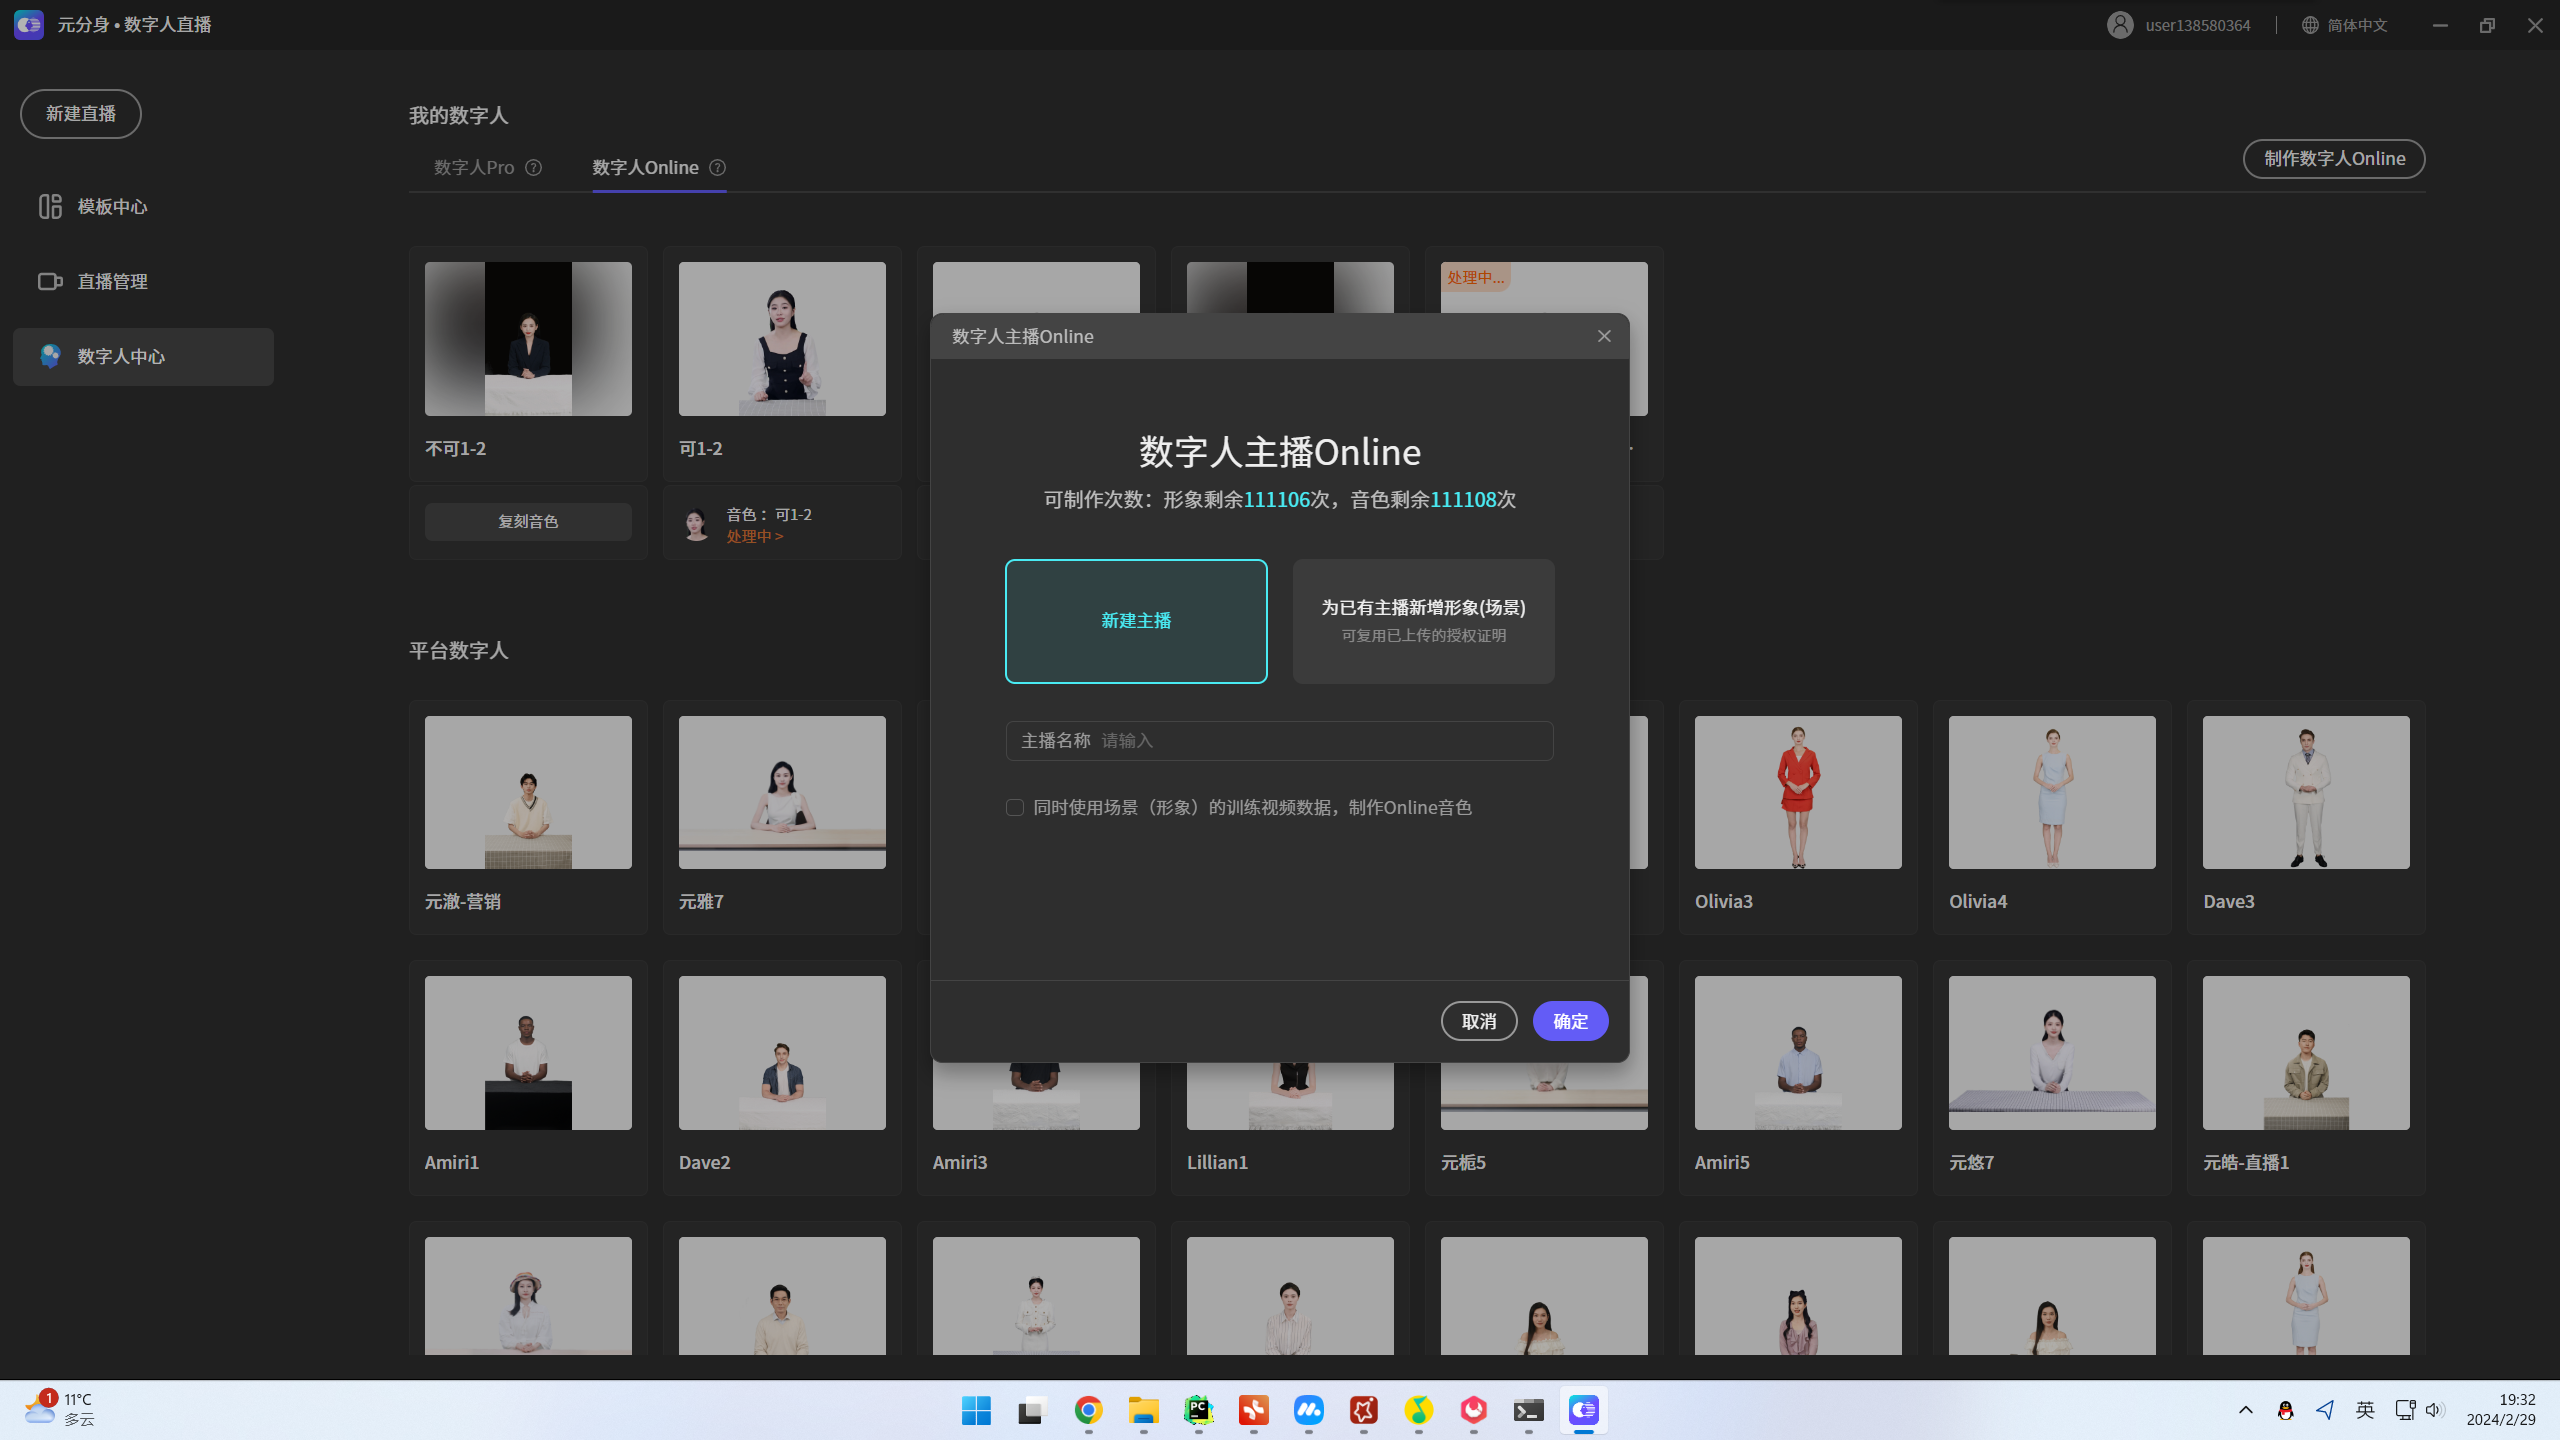 元分身•数字人直播
user138580364
简体中文
新建直播
模板中心
直播管理
数字人中心
我的数字人
数字人Pro
数字人Online
制作数字人Online
处理中...
不可1-2
可1-2
复刻音色
音色：可1-2
处理中 >
数字人主播Online
数字人主播Online
可制作次数：形象剩余111106次，音色剩余111108次
新建主播
为已有主播新增形象(场景)
可复用已上传的授权证明
主播名称 请输入
同时使用场景（形象）的训练视频数据，制作Online音色
取消
确定
平台数字人
元澈-营销
元雅7
Olivia3
Olivia4
Dave3
Amiri1
Dave2
Amiri3
Lillian1
元栀5
Amiri5
元悠7
元皓-直播1
1
11°C
多云
PC
英
19:32
2024/2/29